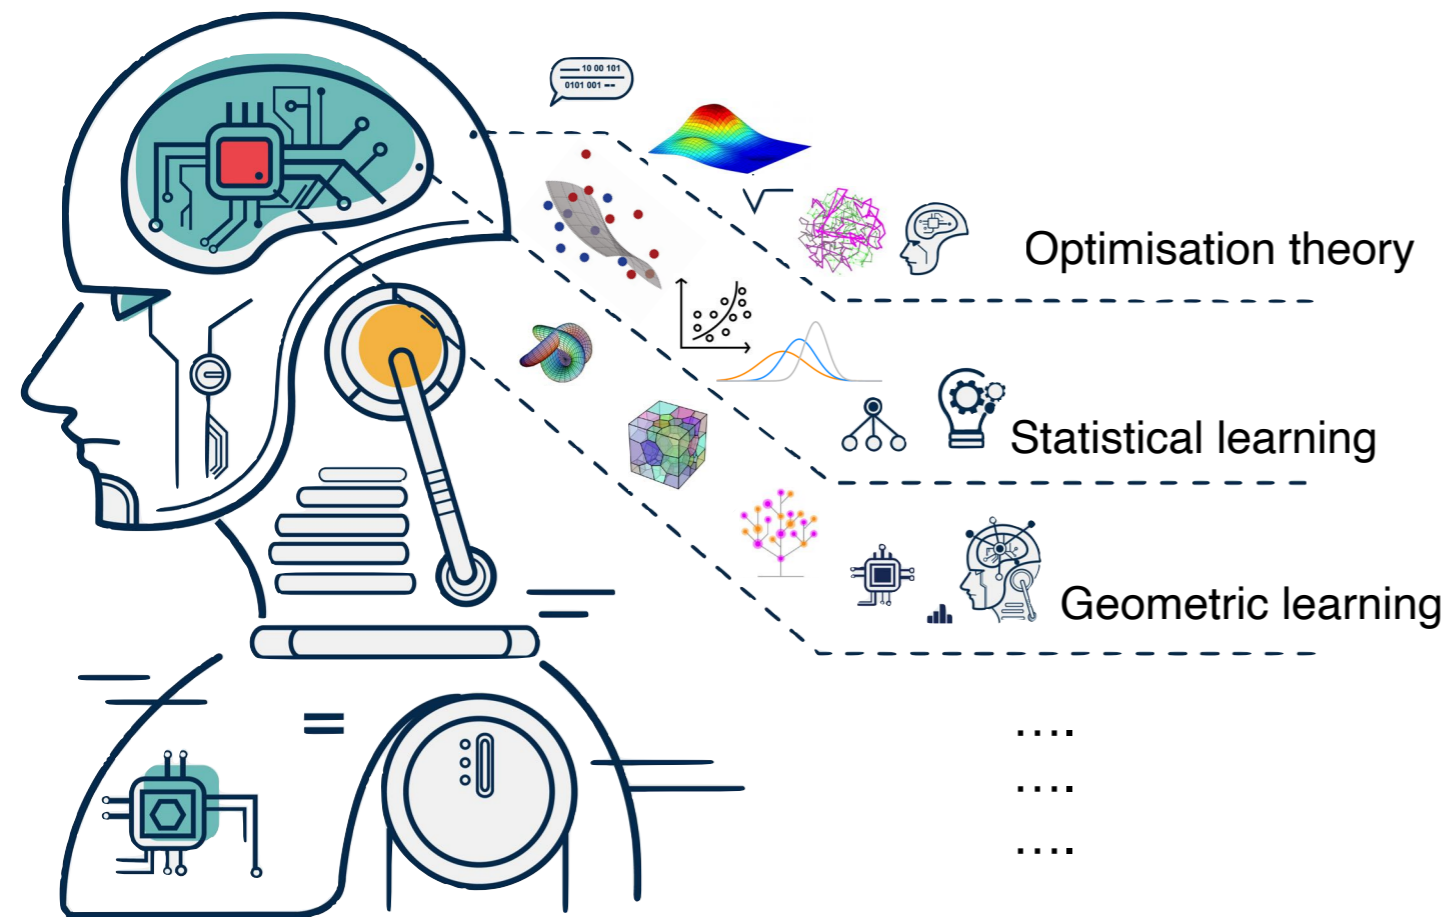 10 00 101
0101 001
Optimisation theory
Statistical learning
Geometric learning
....
....
....